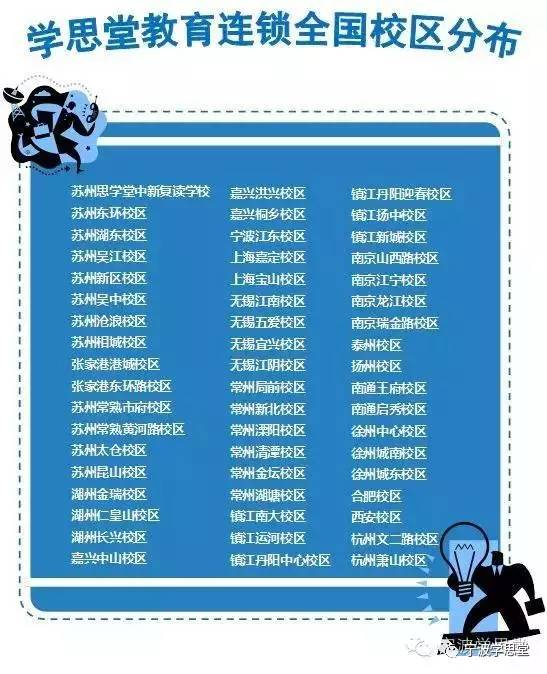 学思堂教育连锁全国校区分布
苏州思学堂中新复读学校
苏州东环校区
苏州湖东校区
苏州吴江校区
苏州新区校区
苏州吴中校区
苏州沧浪校区
苏州相城校区
张家港港城校区
张家港东环路校区
苏州常熟市府校区
苏州常熟黄河路校区
苏州太仓校区
苏州昆山校区
湖州金瑞校区
湖州仁皇山校区
湖州长兴校区
嘉兴中山校区
嘉兴洪兴校区
嘉兴桐乡校区
宁波江东校区
上海嘉定校区
上海宝山校区
无锡江南校区
无锡五爱校区
无锡宜兴校区
无锡江阴校区
常州局前校区
常州新北校区
常州溧阳校区
常州清潭校区
常州金坛校区
常州湖塘校区
镇江南大校区
镇江运河校区
镇江丹阳中心校区
镇江丹阳迎春校区
镇江扬中校区
镇江新城校区
南京山西路校区
南京江宁校区
南京龙江校区
南京瑞金路校区
泰州校区
扬州校区
南通王府校区
南通启秀校区
徐州中心校区
徐州城南校区
徐州城东校区
合肥校区
西安校区
杭州文二路校区
杭州萧山校区
宁波学思堂